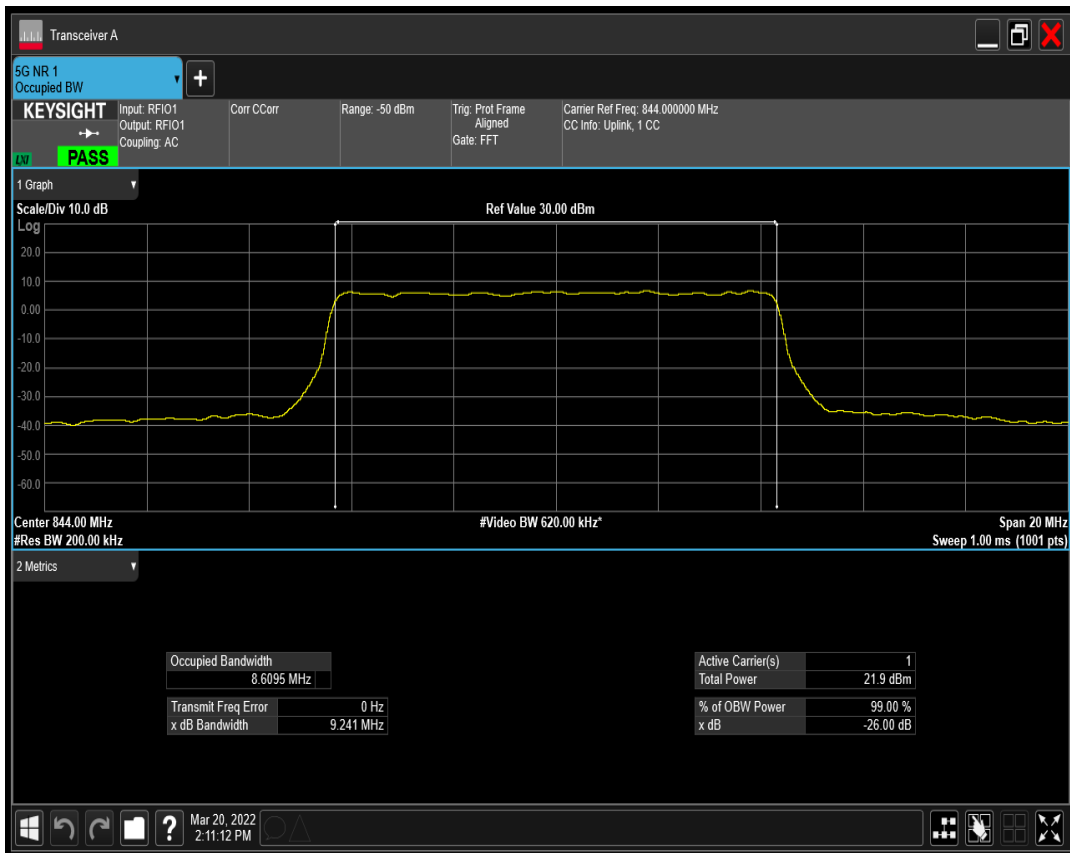 Transceiver A
5G NR 1
Occupied BW
+
KEYSIGHT
LXI
PASS
Input: RFIO1
Output: RFIO1
Coupling: AC
Corr CCorr
Range: -50 dBm
Trig: Prot Frame
Aligned
Gate: FFT
Carrier Ref Freq: 844.000000 MHz
CC Info: Uplink, 1 CC
1 Graph
Scale/Div 10.0 dB
Ref Value 30.00 dBm
Log
20.0
10.0
0.00
-10.0
-20.0
-30.0
-40.0
-50.0
-60.0
Center 844.00 MHz
#Video BW 620.00 kHz*
Span 20 MHz
#Res BW 200.00 kHz
Sweep 1.00 ms (1001 pts)
2 Metrics
Occupied Bandwidth
8.6095 MHz
Transmit Freq Error 0 Hz
x dB Bandwidth 9.241 MHz
Active Carrier(s) 1
Total Power 21.9 dBm
% of OBW Power 99.00 %
x dB -26.00 dB
?
Mar 20, 2022
2:11:12 PM